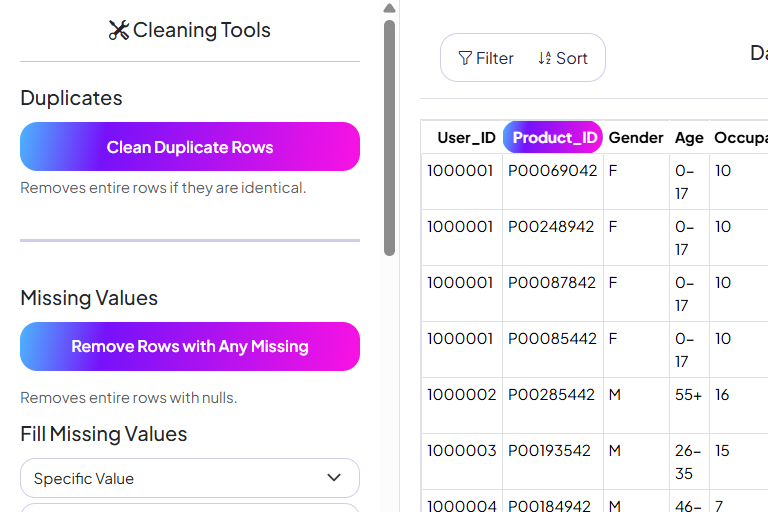 Cleaning Tools
Duplicates
Clean Duplicate Rows
Removes entire rows if they are identical.
Missing Values
Remove Rows with Any Missing
Removes entire rows with nulls.
Fill Missing Values
Specific Value
Filter Sort
Da
User_ID Product_ID Gender Age Occupa
1000001 P00069042 F 0-
17 10
1000001 P00248942 F 0-
17 10
1000001 P00087842 F 0-
17 10
1000001 P00085442 F 0-
17 10
1000002 P00285442 M 55+ 16
1000003 P00193542 M 26-
35 15
1000004 P00184942 M 46- 7